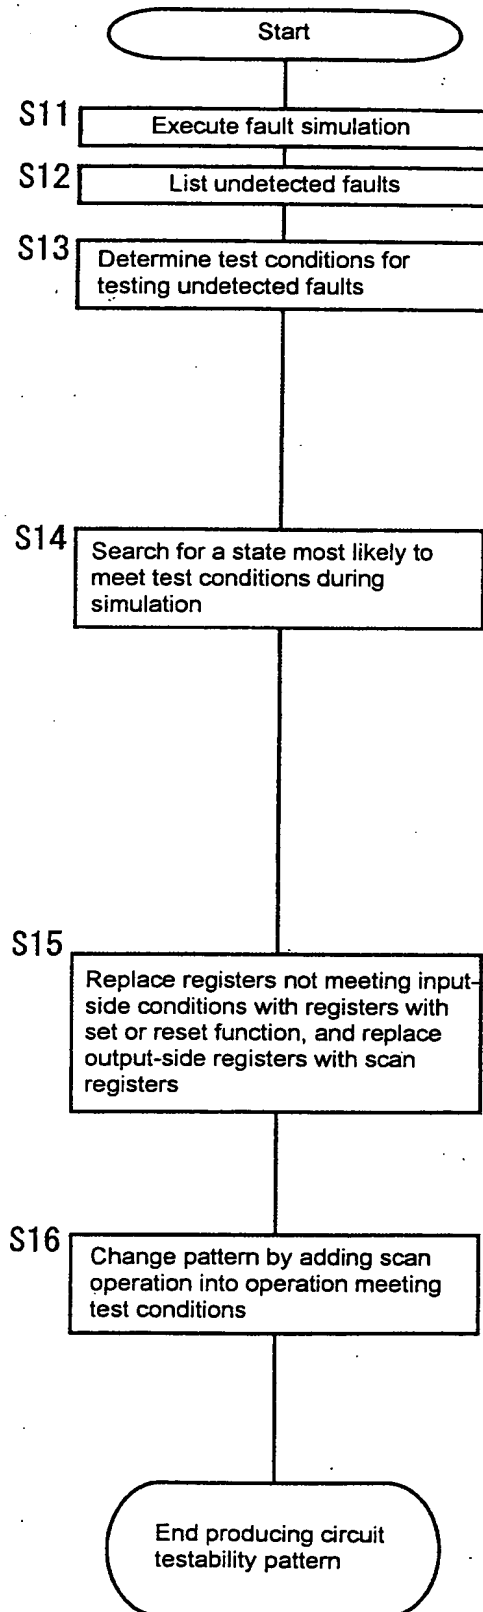 Start
S11
Execute fault simulation
S12
List undetected faults
S13
Determine test conditions for
testing undetected faults
S14
Search for a state most likely to
meet test conditions during
simulation
S15
Replace registers not meeting input-
side conditions with registers with
set or reset function, and replace
output-side registers with scan
registers
S16
Change pattern by adding scan
operation into operation meeting
test conditions
End producing circuit
testability pattern